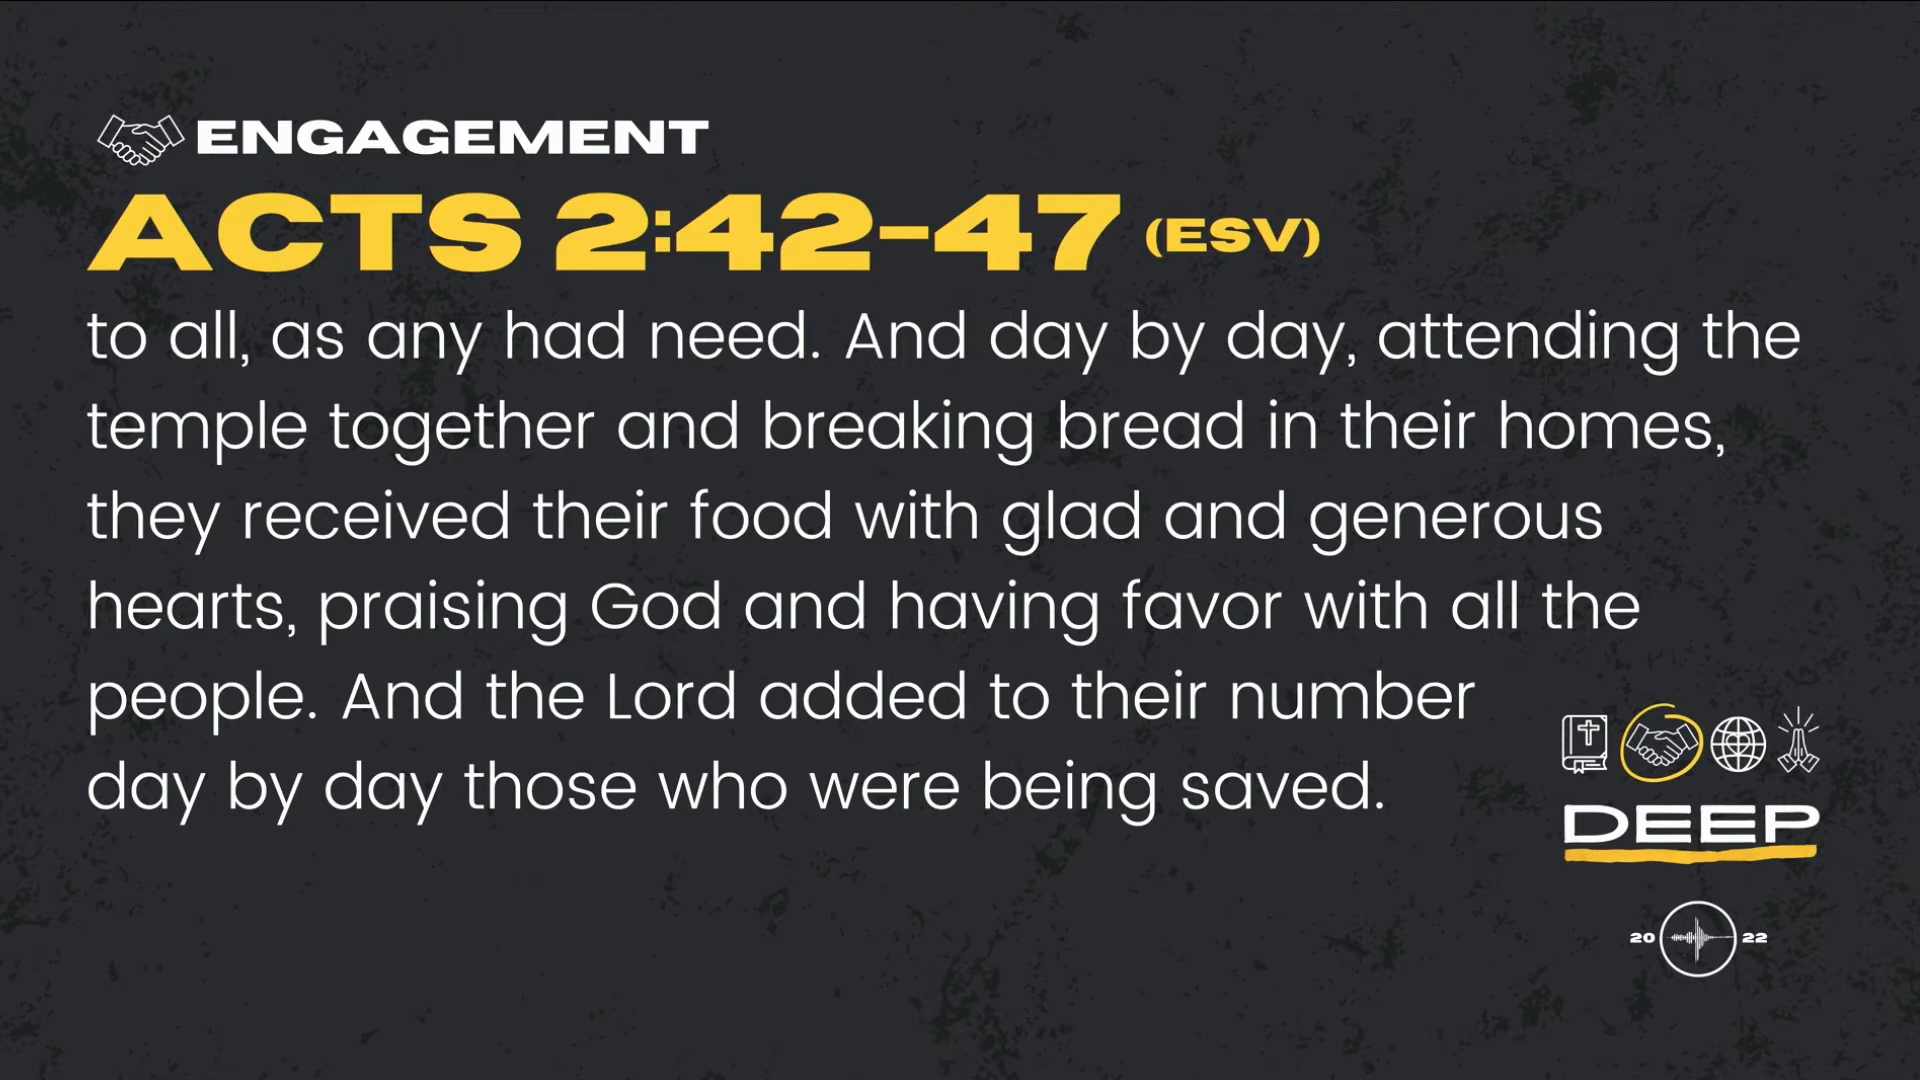 ENGAGEMENT
ACTS 2:42-47 (ESV)
to all, as any had need. And day by day, attending the
temple together and breaking bread in their homes,
they received their food with glad and generous
hearts, praising God and having favor with all the
people. And the Lord added to their number
day by day those who were being saved.
DEEP
20 22